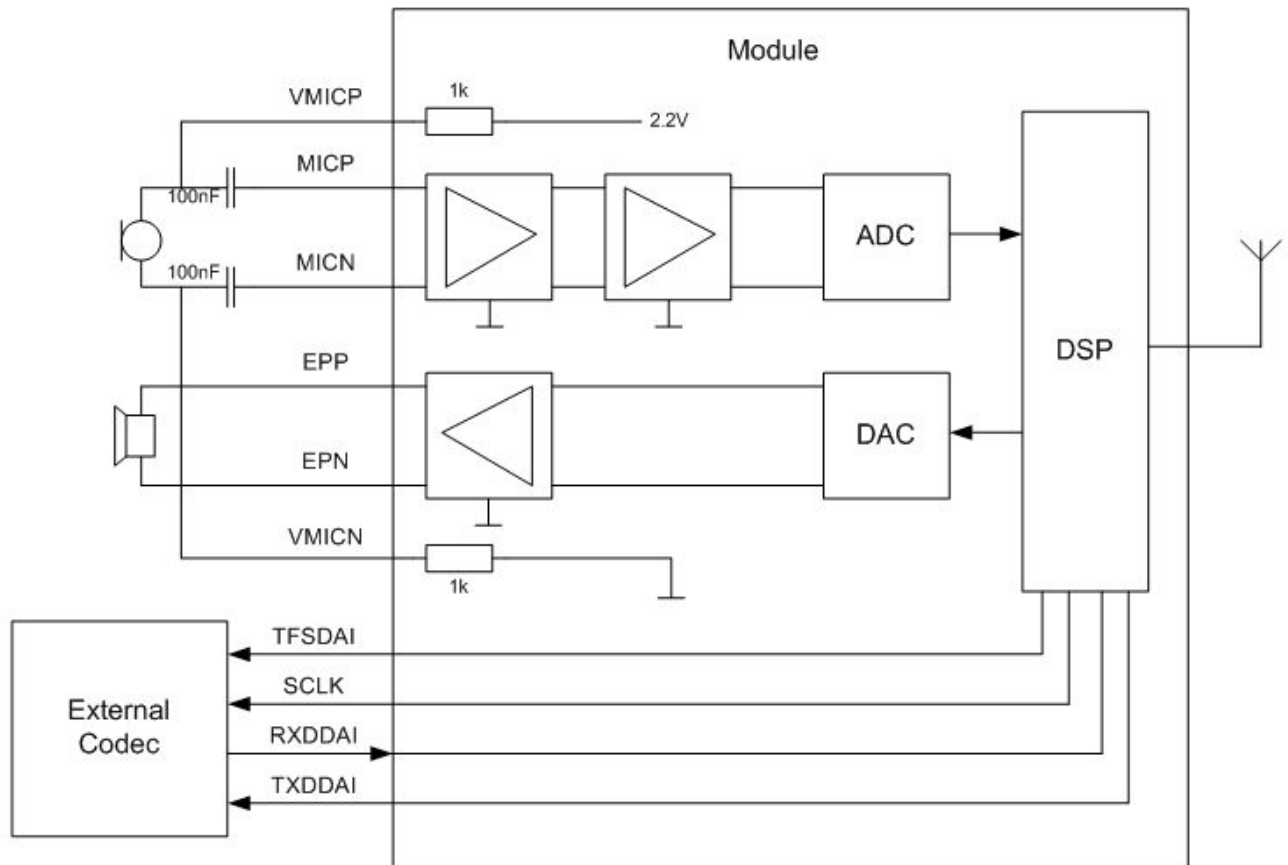 Module
VMICP
1k
2.2V
MICP
100nF
ADC
MICN
100nF
DSP
EPP
DAC
EPN
VMICN
1k
TFSDAI
SCLK
External
Codec
RXDDAI
TXDDAI